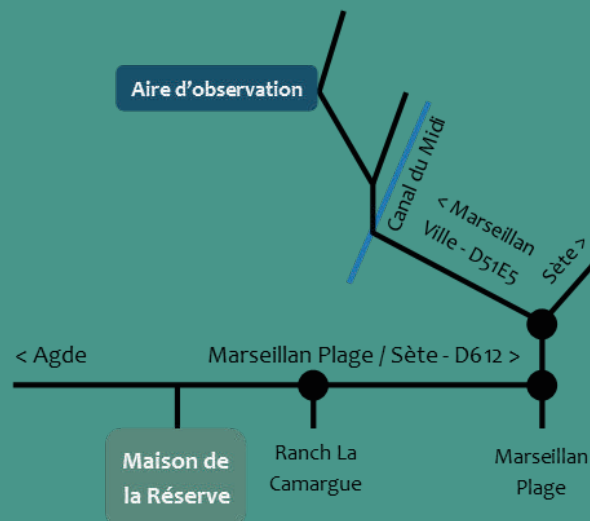 Aire d'observation
Canal du Midi
< Marseillan
Ville - D51E5
Sète >
< Agde
Marseillan Plage / Sète - D612 >
Maison de
la Réserve
Ranch La
Camargue
Marseillan
Plage